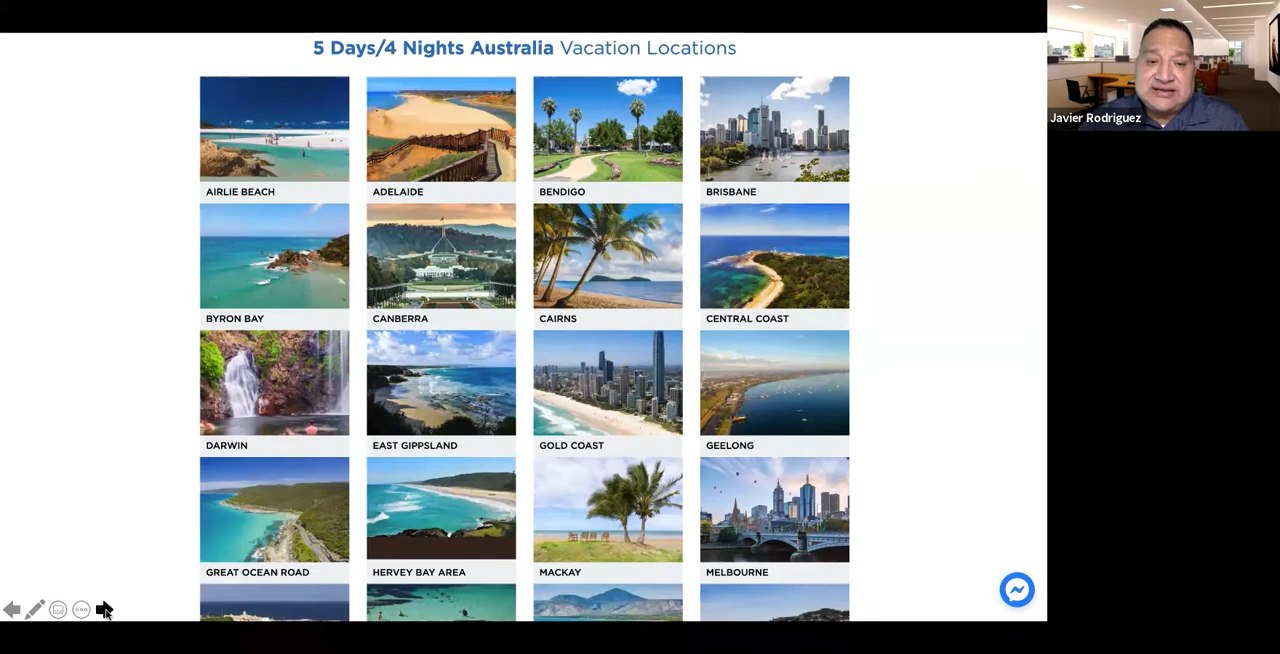 5 Days/4 Nights Australia Vacation Locations
Javier Rodriguez
AIRLIE BEACH
ADELAIDE
BENDIGO
BRISBANE
BYRON BAY
CANBERRA
CAIRNS
CENTRAL COAST
DARWIN
EAST GIPPSLAND
GOLD COAST
GEELONG
GREAT OCEAN ROAD
HERVEY BAY AREA
MACKAY
MELBOURNE